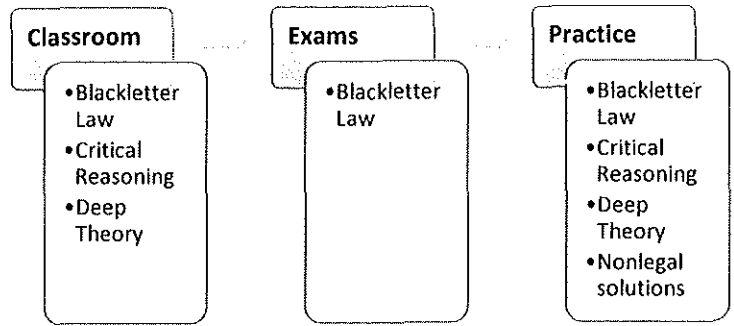 Classroom
•Blackletter
Law
•Critical
Reasoning
•Deep
Theory
Exams
•Blackletter
Law
Practice
•Blackletter
Law
•Critical
Reasoning
•Deep
Theory
•Nonlegal
solutions